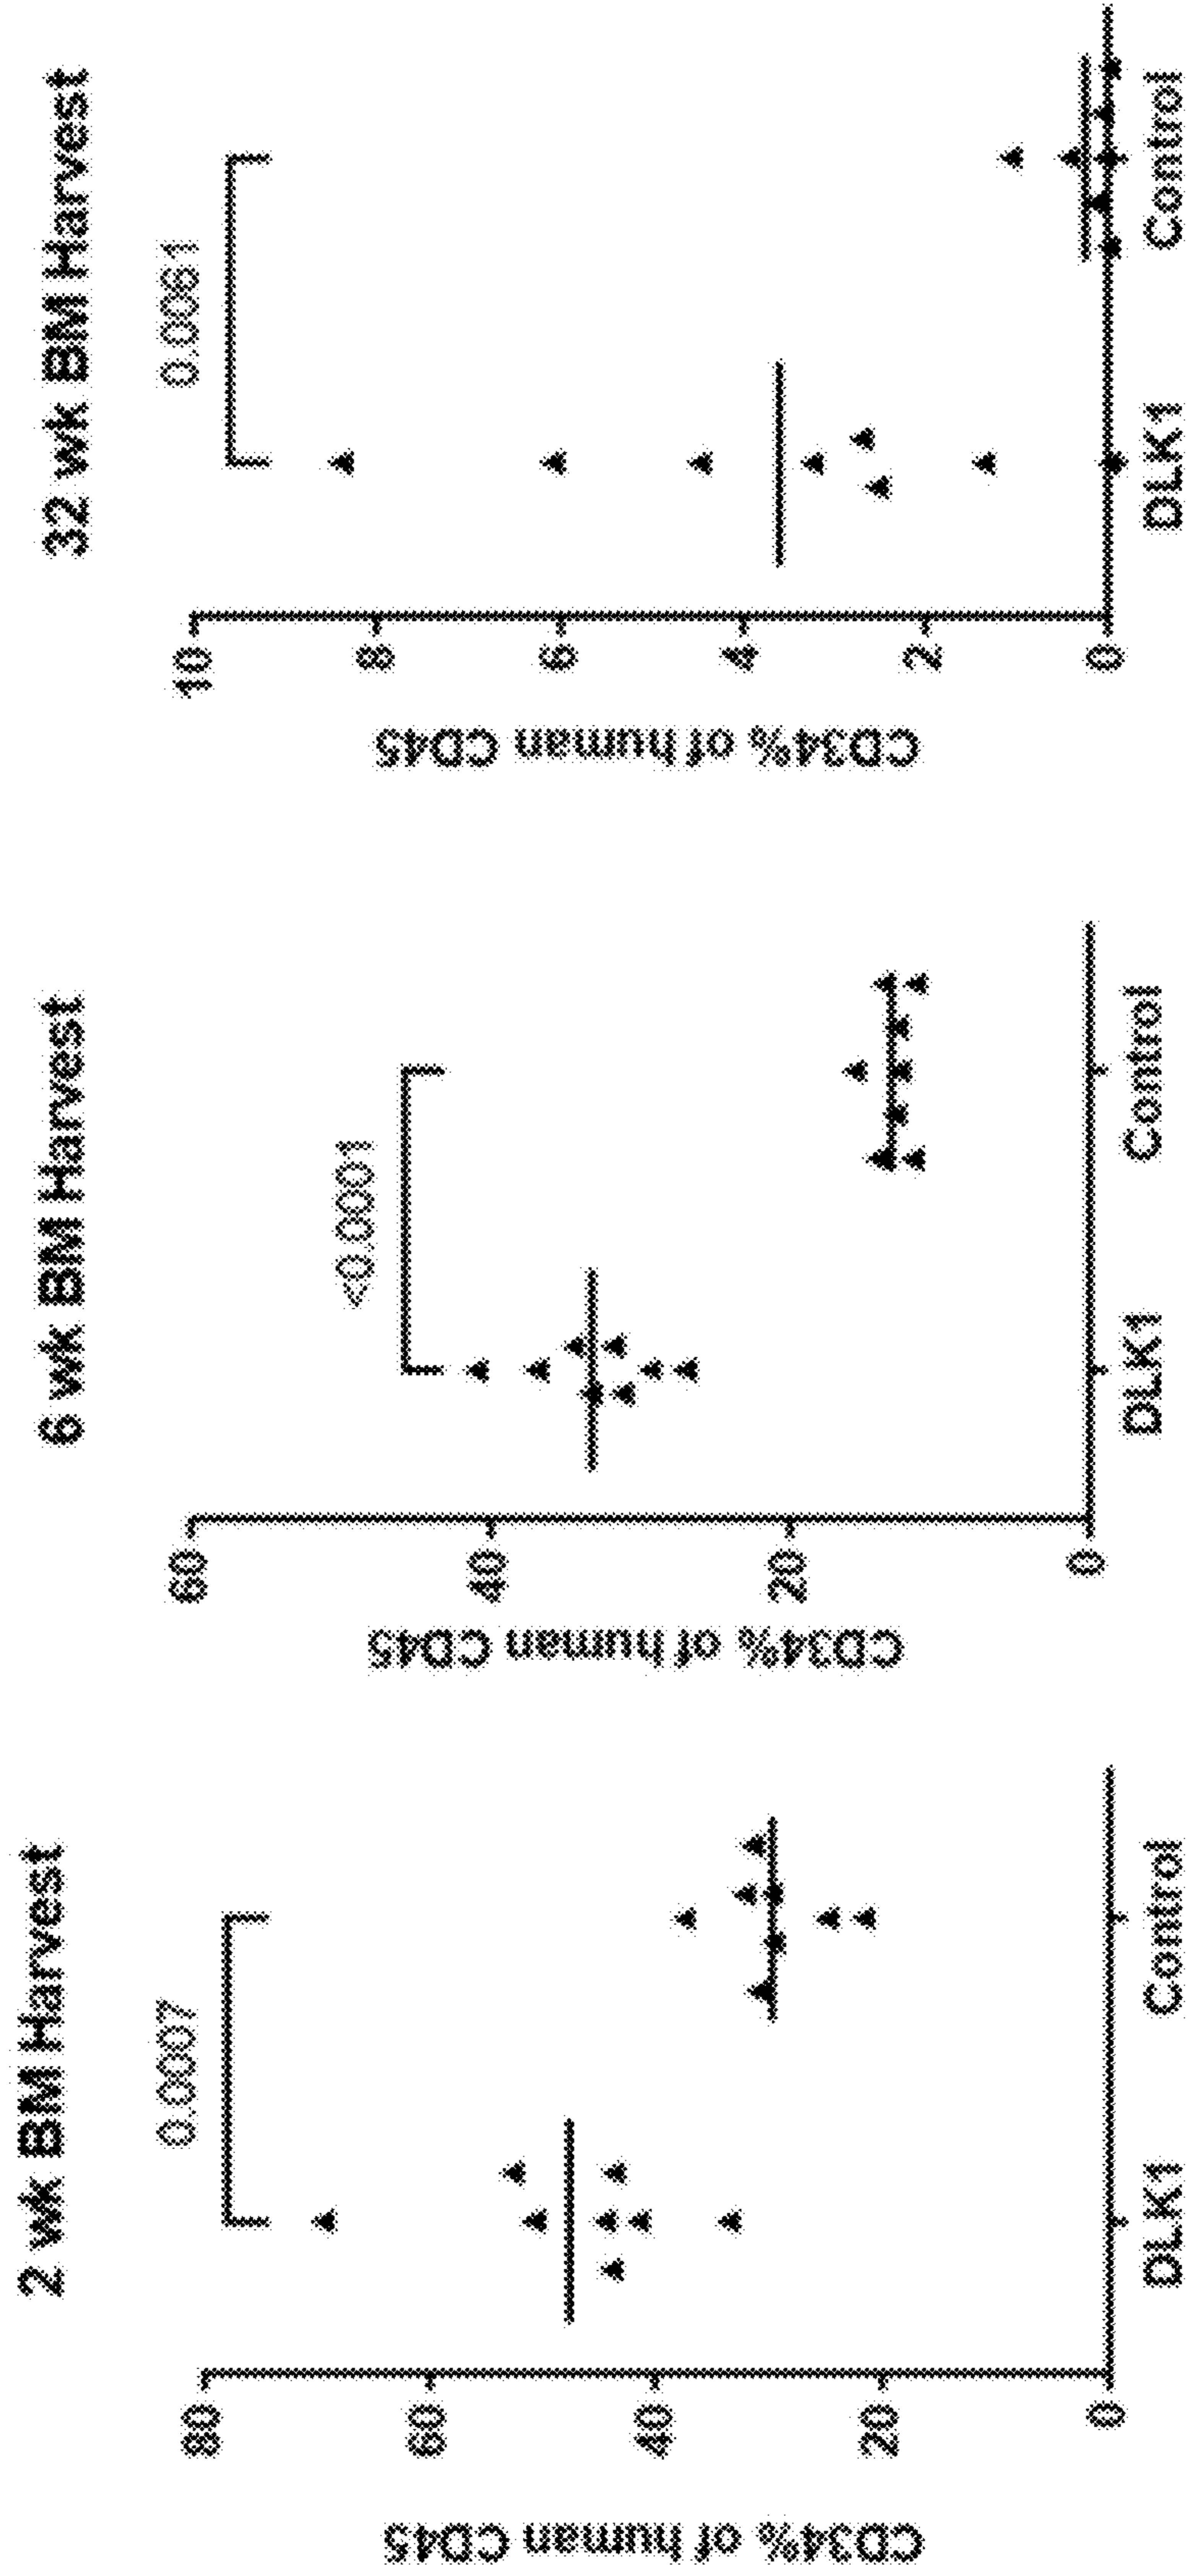 2 wk BM Harvest
0.0007
CD34% of human CD45
80
60
40
20
0
DLK1
Control
6 wk BM Harvest
<0.0001
CD34% of human CD45
60
40
20
0
DLK1
Control
32 wk BM Harvest
0.0061
CD34% of human CD45
10
8
6
4
2
0
DLK1
Control